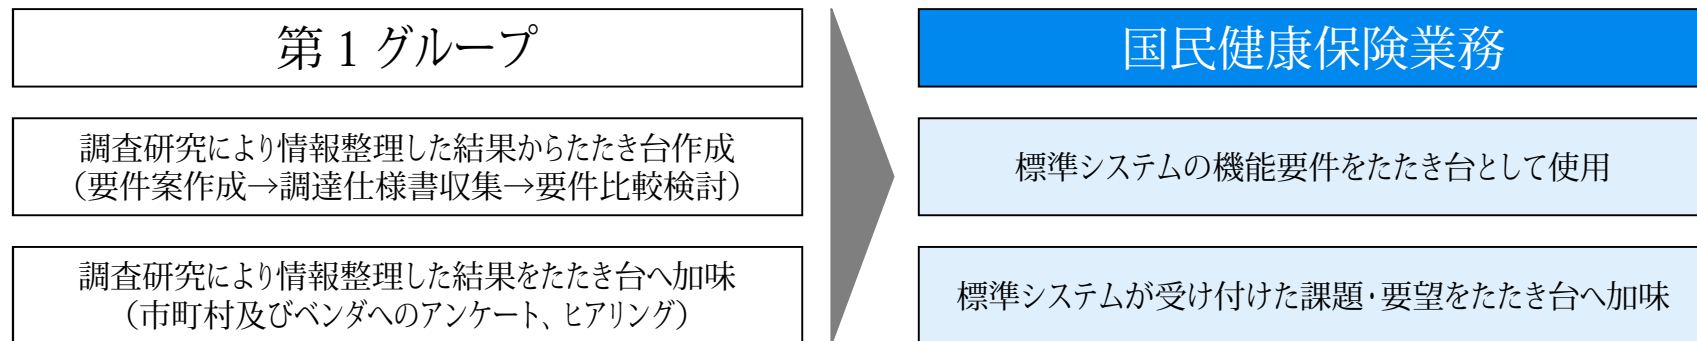 第１グループ
調査研究により情報整理した結果からたたき台作成
（要件案作成→調達仕様書収集→要件比較検討）
調査研究により情報整理した結果をたたき台へ加味
（市町村及びベンダへのアンケート、ヒアリング）
国民健康保険業務
標準システムの機能要件をたたき台として使用
標準システムが受け付けた課題・要望をたたき台へ加味